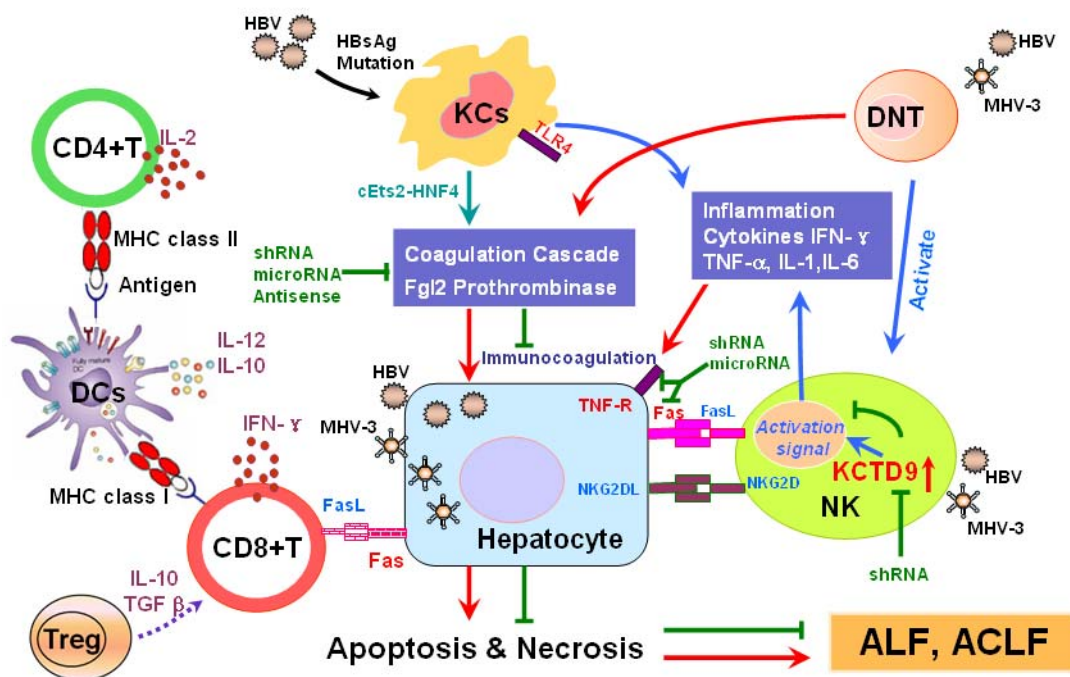 HBV
HBsAg
Mutation
KCs
TLR4
HBV
MHV-3
DNT
CD4+T
IL-2
cEts2-HNF4
MHC class II
Antigen
shRNA
microRNA
Antisense
Coagulation Cascade
Fgl2 Prothrombinase
Inflammation
Cytokines IFN- ɤ
TNF-α, IL-1,IL-6
Activate
Fully mature
DC
DCs
IL-12
IL-10
Immunocoagulation
shRNA
microRNA
HBV
MHV-3
TNF-R
Fas
FasL
Activation
signal
KCTD9
NK
HBV
MHV-3
shRNA
IFN- ɤ
MHC class I
NKG2DL
NKG2D
Hepatocyte
FasL
Fas
CD8+T
IL-10
TGF β
Treg
Apoptosis & Necrosis
ALF, ACLF